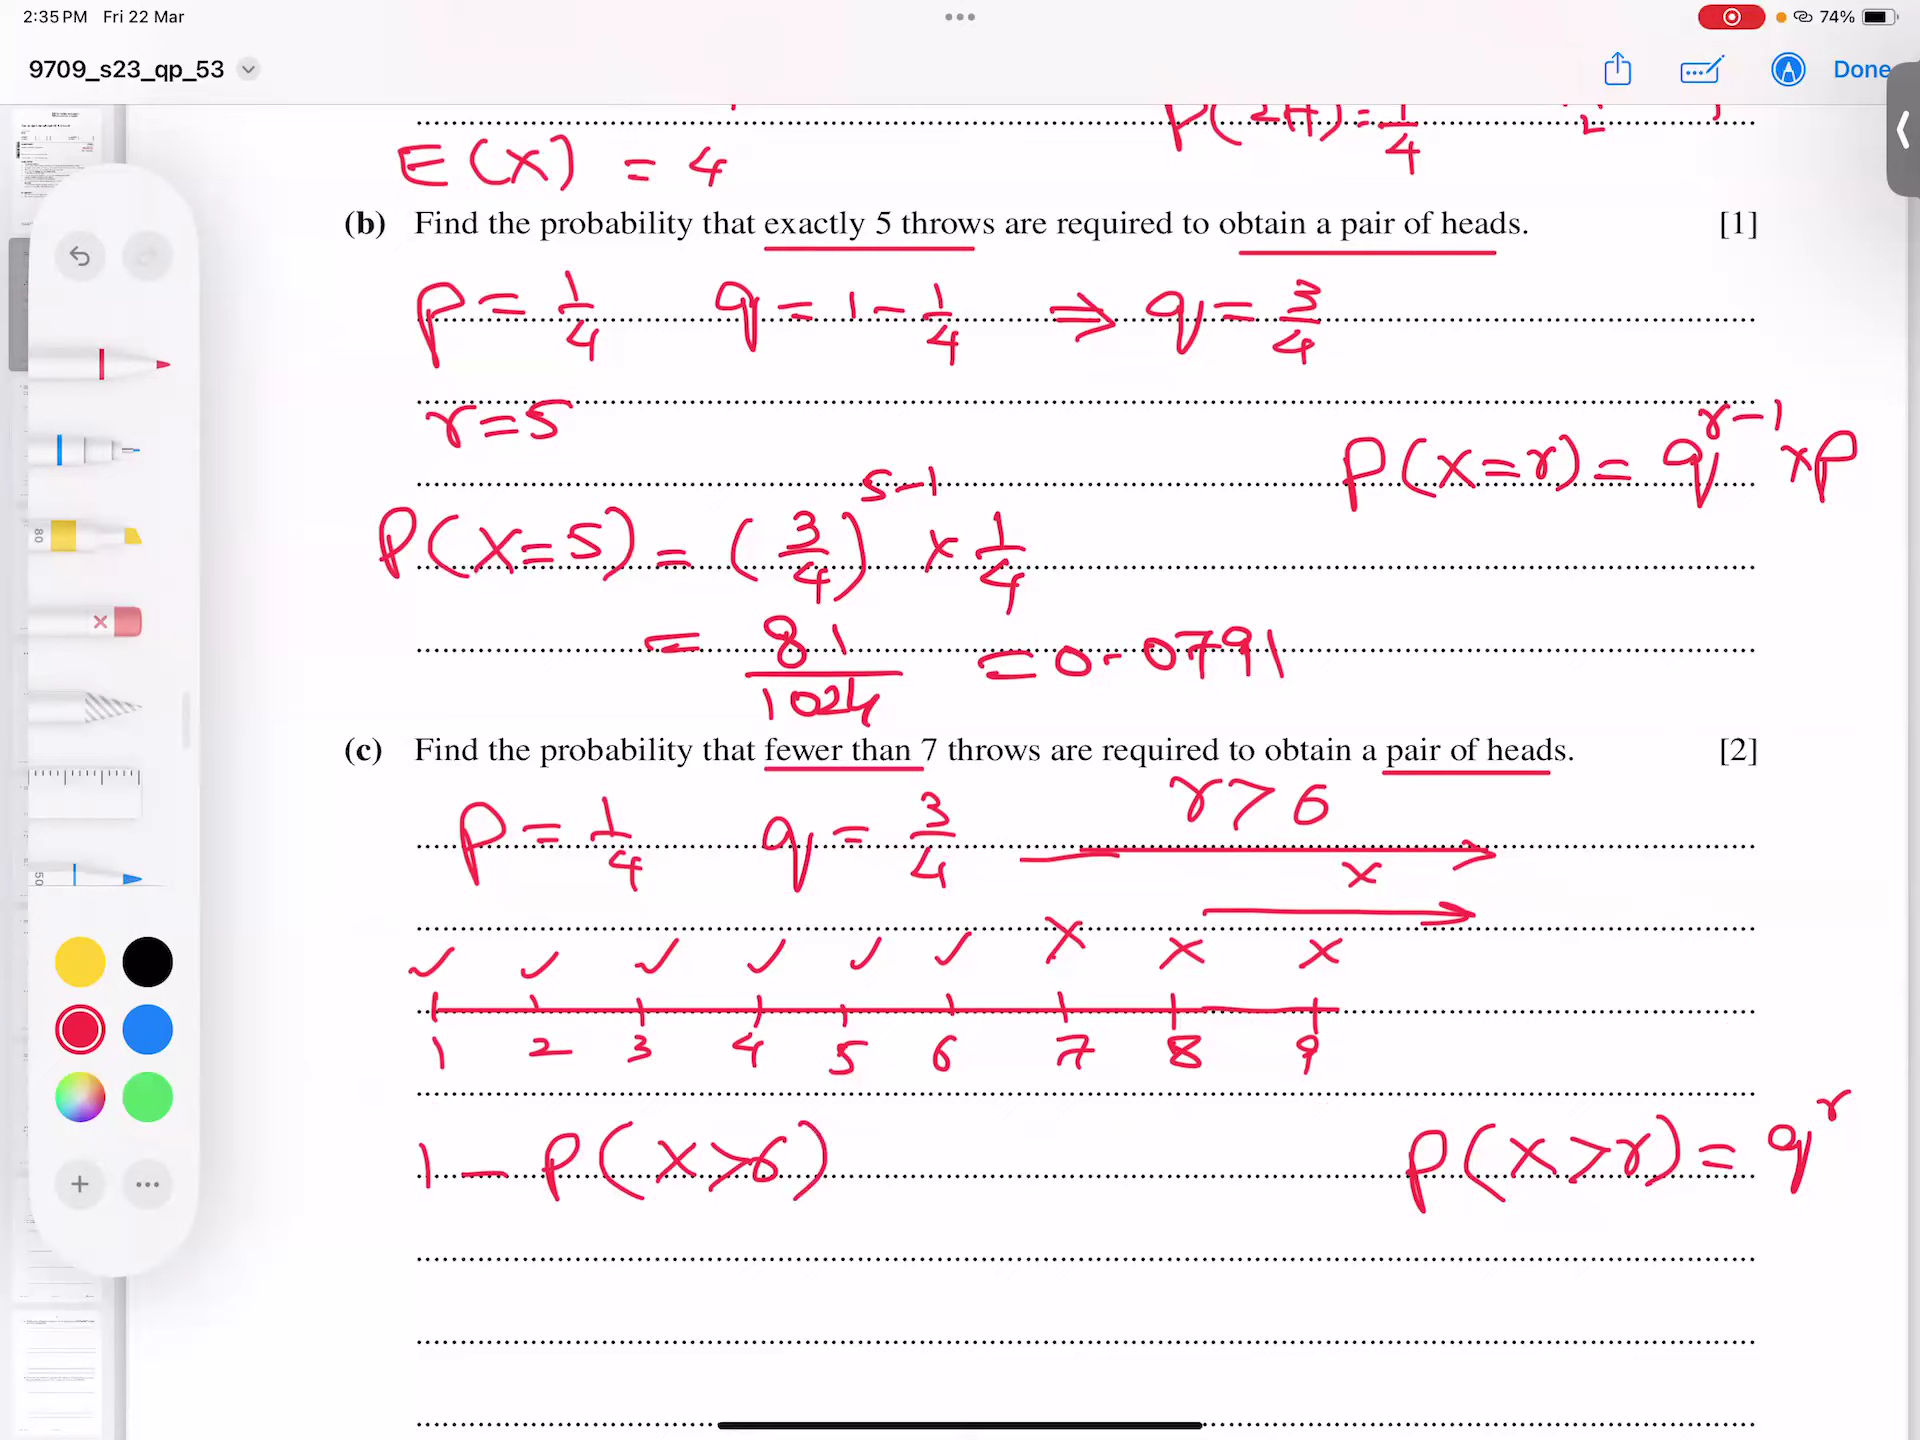 2:35 PM Fri 22 Mar
74%
9709_s23_qp_53
Done
P(2H) = 1/4
E(X) = 4
(b) Find the probability that exactly 5 throws are required to obtain a pair of heads. [1]
p = 1/4 q = 1 - 1/4 ⇒ q = 3/4
r = 5
P(X = r) = q^(r-1) × p
P(X = 5) = (3/4)^(5-1) × 1/4
= 81/1024 = 0.0791
(c) Find the probability that fewer than 7 throws are required to obtain a pair of heads. [2]
r > 6
p = 1/4 q = 3/4
x
✓ ✓ ✓ ✓ ✓ ✓ x x x
1 2 3 4 5 6 7 8 9
1 - P(X > 6) P(X > r) = q^r
80
50